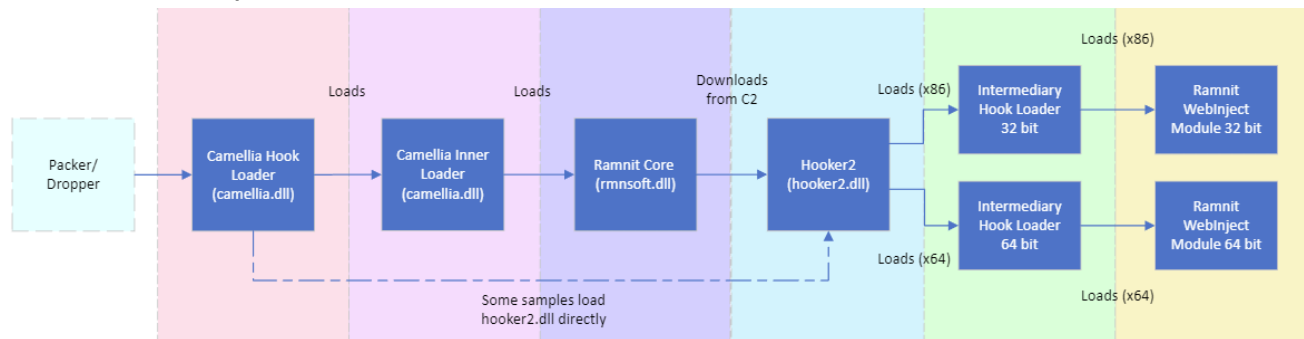 Packer/
Dropper
Camellia Hook
Loader
(camellia.dll)
Loads
Camellia Inner
Loader
(camellia.dll)
Loads
Ramnit Core
(rmnsoft.dll)
Downloads
from C2
Hooker2
(hooker2.dll)
Loads (x86)
Intermediary
Hook Loader
32 bit
Loads (x86)
Ramnit
WebInject
Module 32 bit
Loads (x64)
Intermediary
Hook Loader
64 bit
Loads (x64)
Ramnit
WebInject
Module 64 bit
Some samples load
hooker2.dll directly